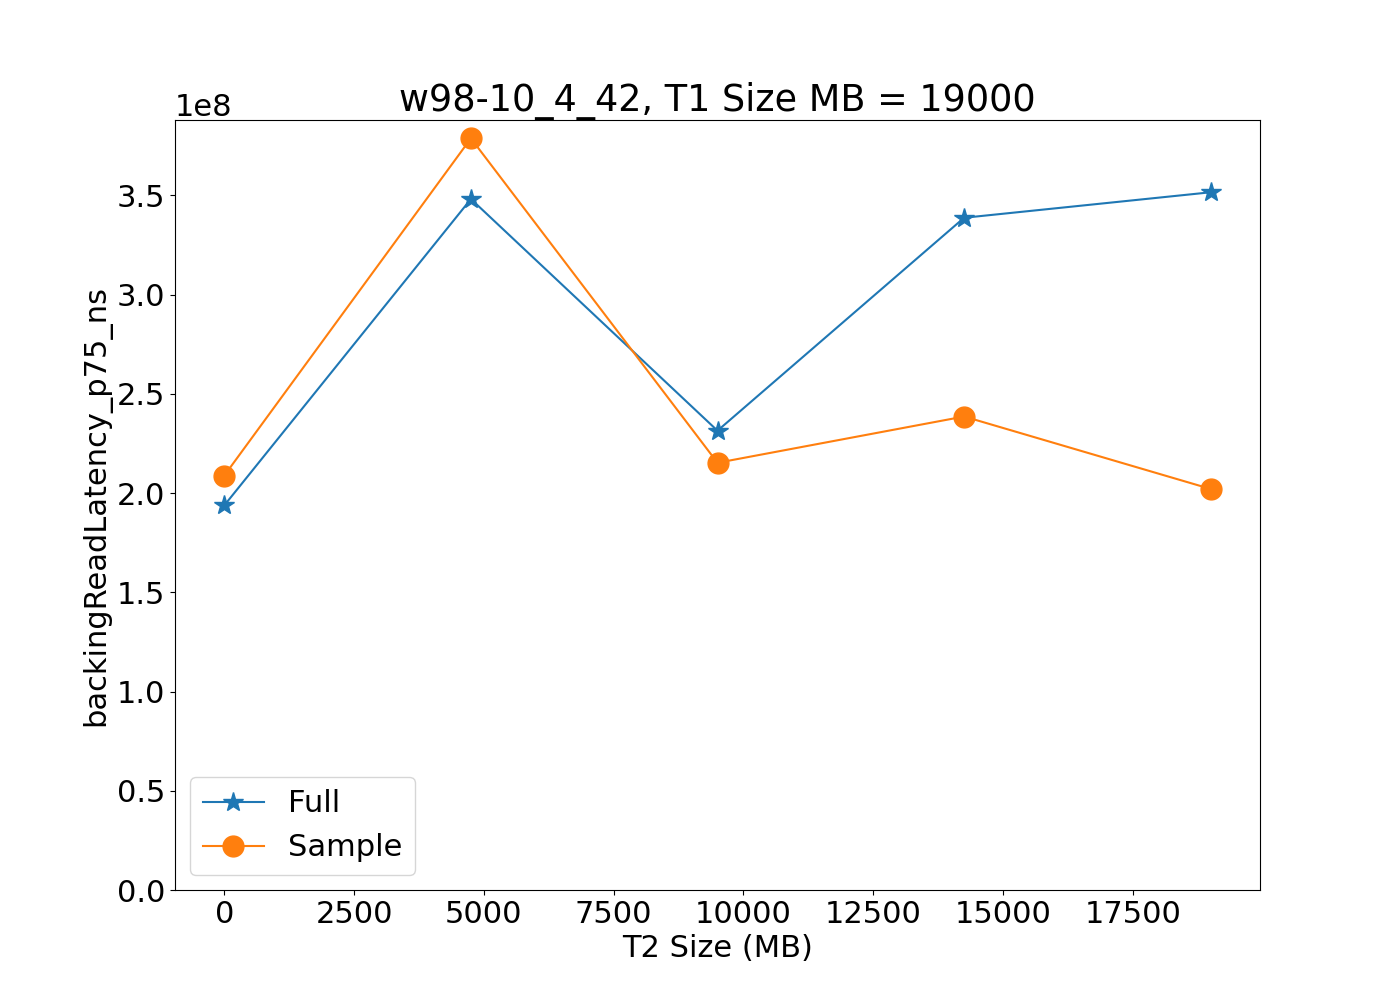 w98-10_4_42, T1 Size MB = 19000
1e8
3.5
3.0
2.5
2.0
1.5
1.0
0.5
0.0
backingReadLatency_p75_ns
Full
Sample
0 2500 5000 7500 10000 12500 15000 17500
T2 Size (MB)